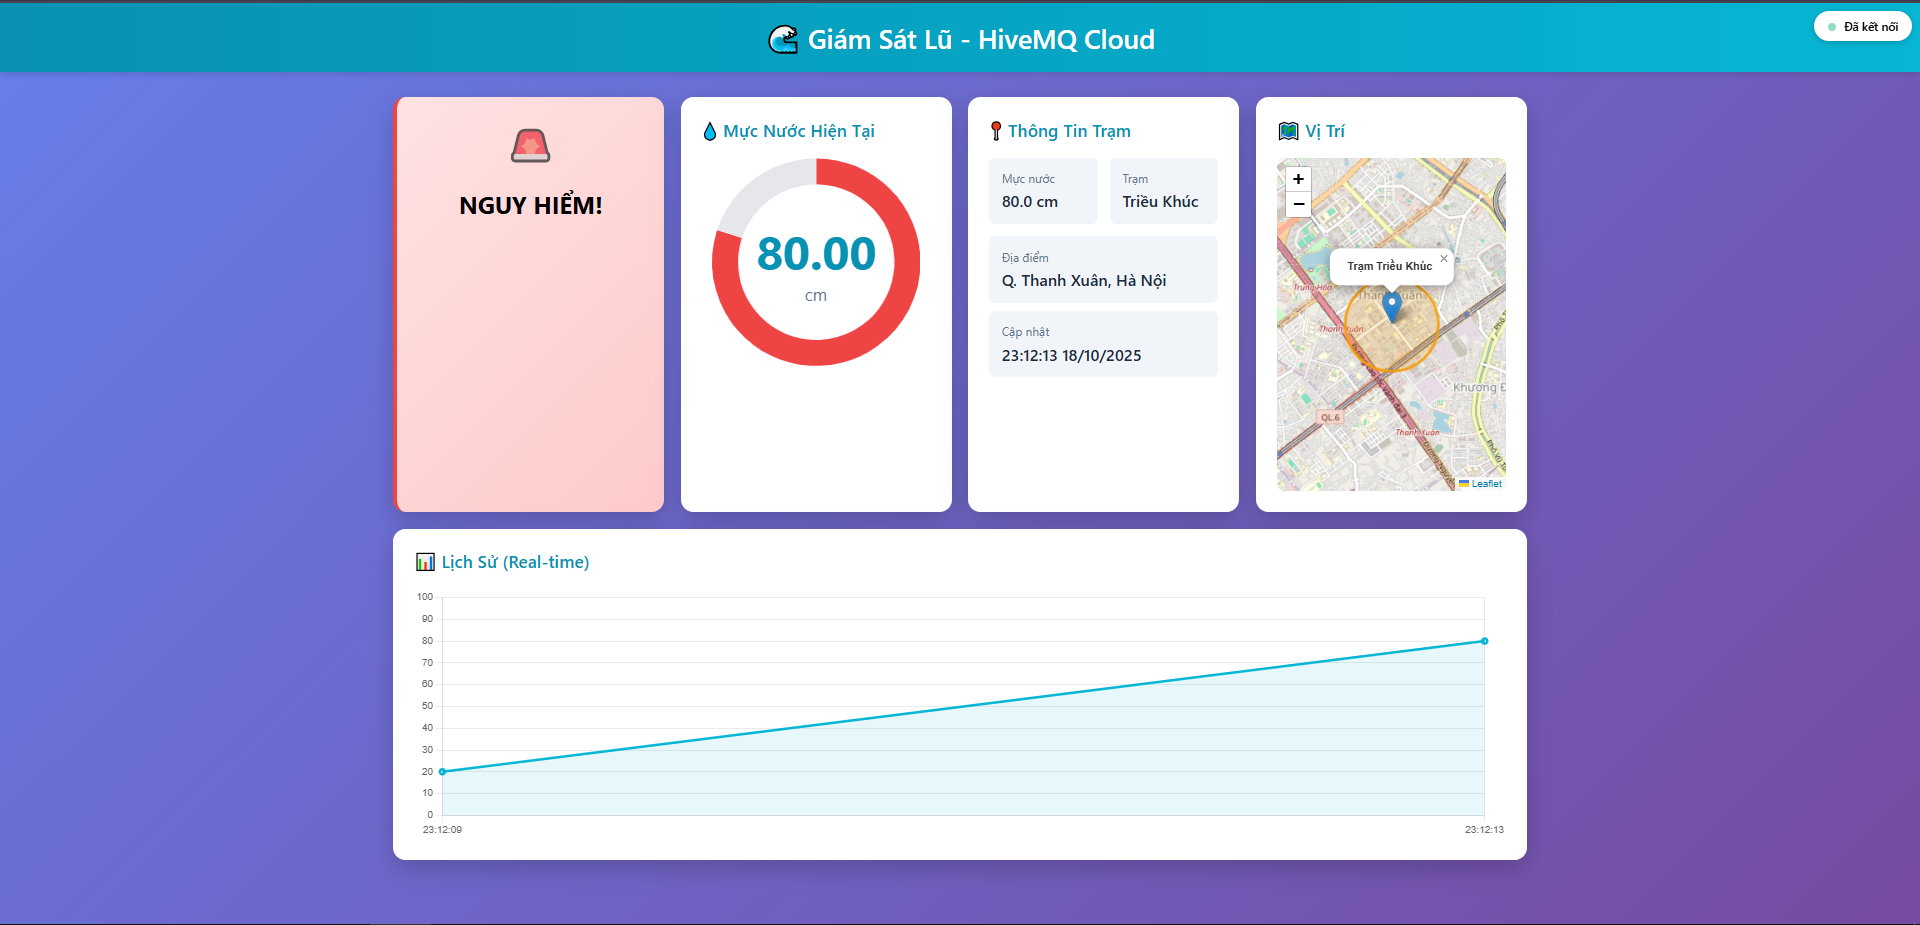 Giám Sát Lũ - HiveMQ Cloud
Đã kết nối
NGUY HIỂM!
Mực Nước Hiện Tại
80.00
cm
Thông Tin Trạm
Mực nước
80.0 cm
Trạm
Triều Khúc
Địa điểm
Q. Thanh Xuân, Hà Nội
Cập nhật
23:12:13 18/10/2025
Vị Trí
+
−
Trạm Triều Khúc
×
Trung Hòa
Thanh Xuân
Thanh Xuân
Khương Đ
QL.6
Thanh Xuân
Leaflet
Lịch Sử (Real-time)
100
90
80
70
60
50
40
30
20
10
0
23:12:09
23:12:13